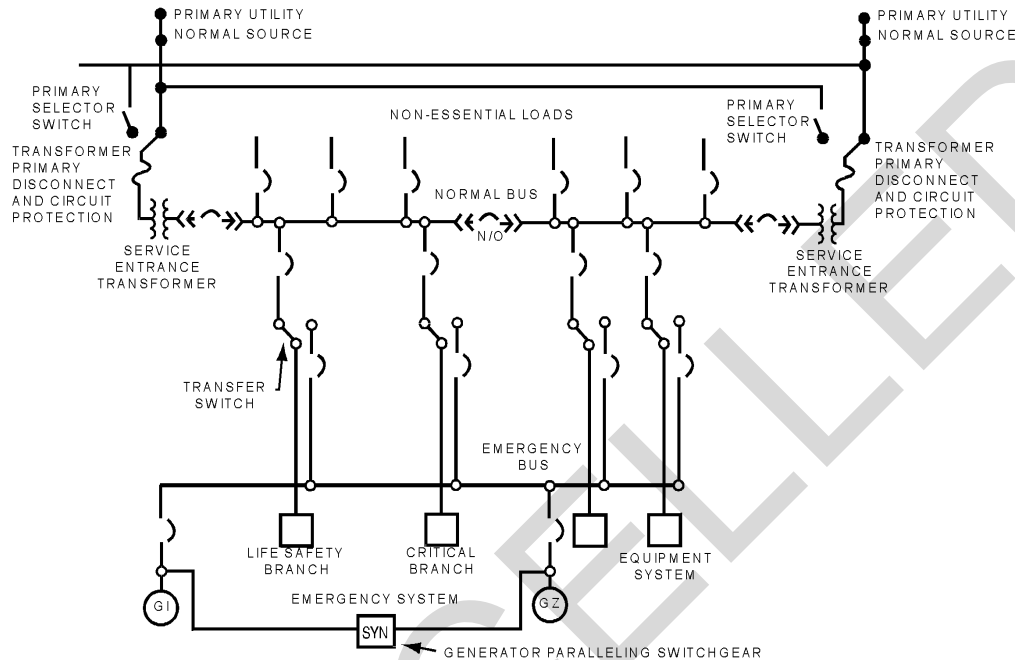 PRIMARY UTILITY
NORMAL SOURCE
PRIMARY UTILITY
NORMAL SOURCE
PRIMARY
SELECTOR
SWITCH
NON-ESSENTIAL LOADS
PRIMARY
SELECTOR
SWITCH
TRANSFORMER
PRIMARY
DISCONNECT
AND CIRCUIT
PROTECTION
TRANSFORMER
PRIMARY
DISCONNECT
AND CIRCUIT
PROTECTION
NORMAL BUS
N/O
SERVICE
ENTRANCE
TRANSFORMER
SERVICE
ENTRANCE
TRANSFORMER
TRANSFER
SWITCH
EMERGENCY
BUS
LIFE SAFETY
BRANCH
CRITICAL
BRANCH
EQUIPMENT
SYSTEM
GI
EMERGENCY SYSTEM
GZ
SYN
GENERATOR PARALLELING SWITCHGEAR
CELLED